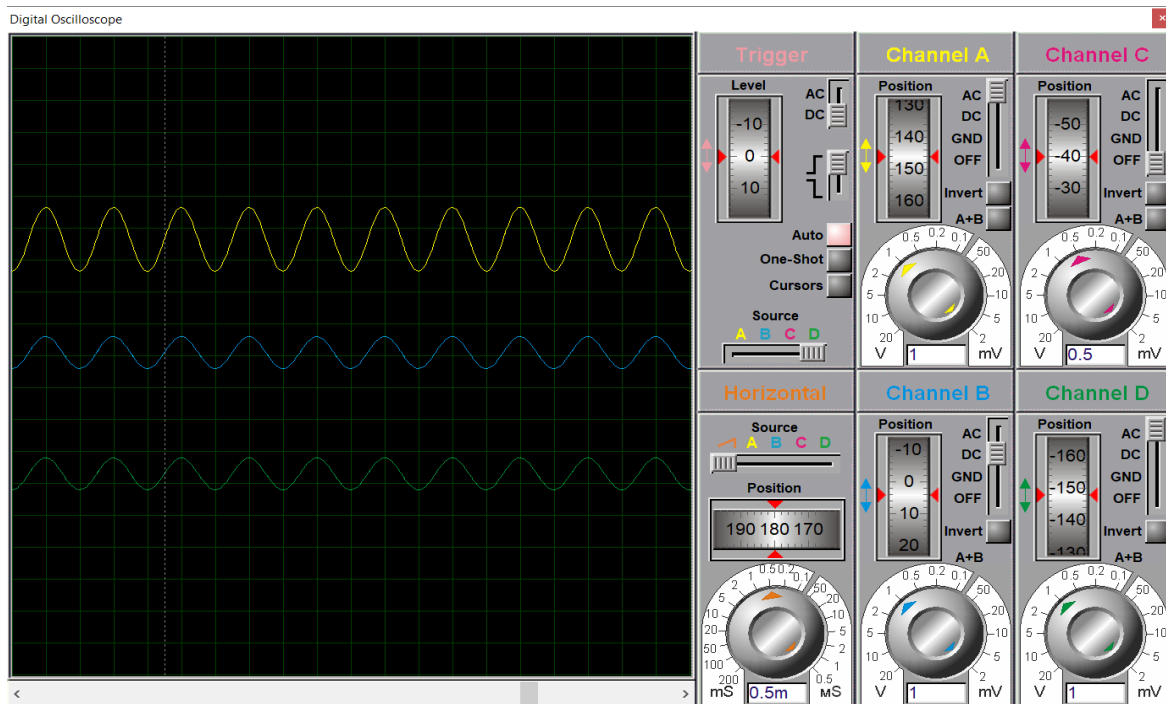 Digital Oscilloscope
Trigger
Level
-10
0
10
AC
DC
Auto
One-Shot
Cursors
Source
A B C D
Channel A
Position
130
140
150
160
AC
DC
GND
OFF
Invert
A+B
20 10 5 2 1 0.5 0.2 0.1 50 20 10 5 2
V 1 mV
Channel C
Position
-50
-40
-30
AC
DC
GND
OFF
Invert
A+B
20 10 5 2 1 0.5 0.2 0.1 50 20 10 5 2
V 0.5 mV
Horizontal
Source
A B C D
Position
190 180 170
200 100 50 20 10 5 2 1 0.5 0.2 0.1 50 20 10 5 2 1 0.5
mS 0.5m мS
Channel B
Position
-10
0
10
20
AC
DC
GND
OFF
Invert
A+B
20 10 5 2 1 0.5 0.2 0.1 50 20 10 5 2
V 1 mV
Channel D
Position
-160
-150
-140
-130
AC
DC
GND
OFF
Invert
A+B
20 10 5 2 1 0.5 0.2 0.1 50 20 10 5 2
V 1 mV